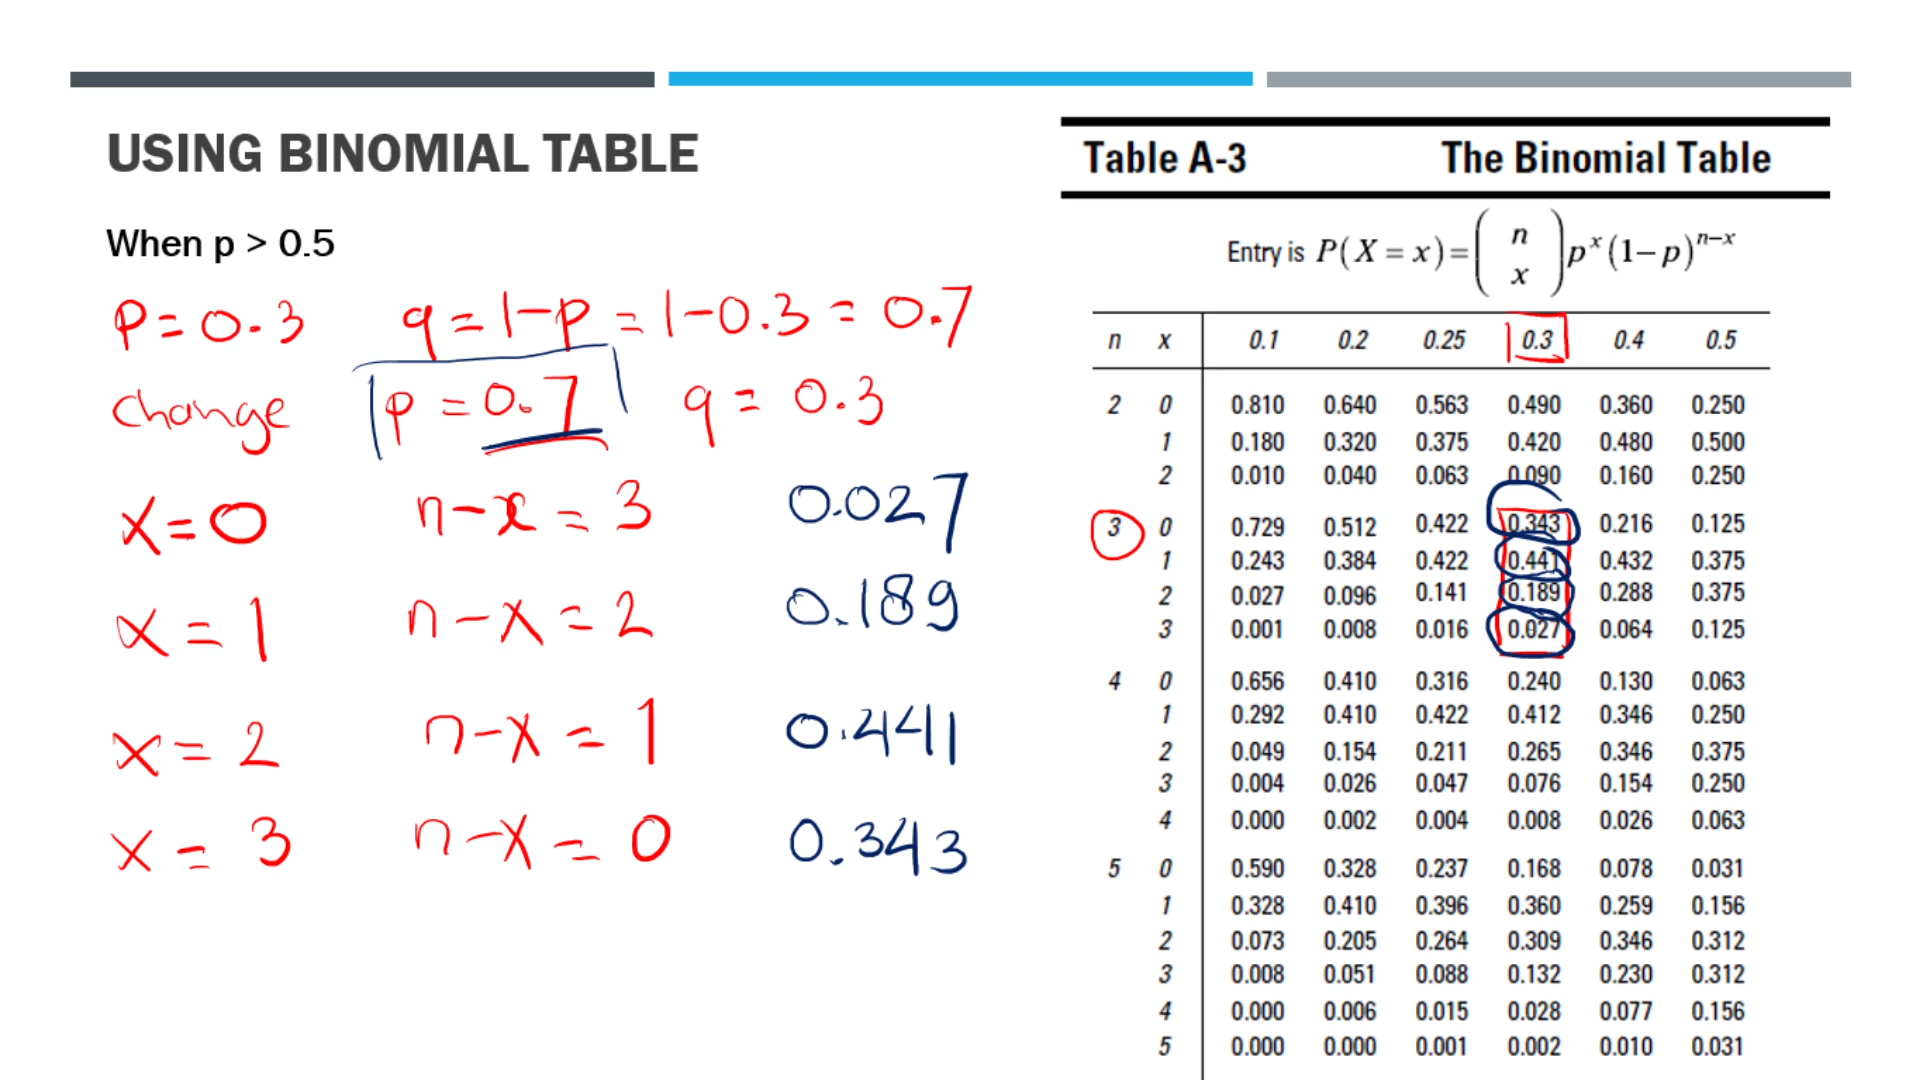 USING BINOMIAL TABLE
When p > 0.5
P = 0.3 q = 1-p = 1-0.3 = 0.7
change p = 0.7 q = 0.3
x = 0 n-x = 3 0.027
x = 1 n-x = 2 0.189
x = 2 n-x = 1 0.441
x = 3 n-x = 0 0.343
Table A-3 The Binomial Table
Entry is P(X = x) = (n x) p^x (1-p)^{n-x}
n x 0.1 0.2 0.25 0.3 0.4 0.5
2 0 0.810 0.640 0.563 0.490 0.360 0.250
1 0.180 0.320 0.375 0.420 0.480 0.500
2 0.010 0.040 0.063 0.090 0.160 0.250
3 0 0.729 0.512 0.422 0.343 0.216 0.125
1 0.243 0.384 0.422 0.441 0.432 0.375
2 0.027 0.096 0.141 0.189 0.288 0.375
3 0.001 0.008 0.016 0.027 0.064 0.125
4 0 0.656 0.410 0.316 0.240 0.130 0.063
1 0.292 0.410 0.422 0.412 0.346 0.250
2 0.049 0.154 0.211 0.265 0.346 0.375
3 0.004 0.026 0.047 0.076 0.154 0.250
4 0.000 0.002 0.004 0.008 0.026 0.063
5 0 0.590 0.328 0.237 0.168 0.078 0.031
1 0.328 0.410 0.396 0.360 0.259 0.156
2 0.073 0.205 0.264 0.309 0.346 0.312
3 0.008 0.051 0.088 0.132 0.230 0.312
4 0.000 0.006 0.015 0.028 0.077 0.156
5 0.000 0.000 0.001 0.002 0.010 0.031